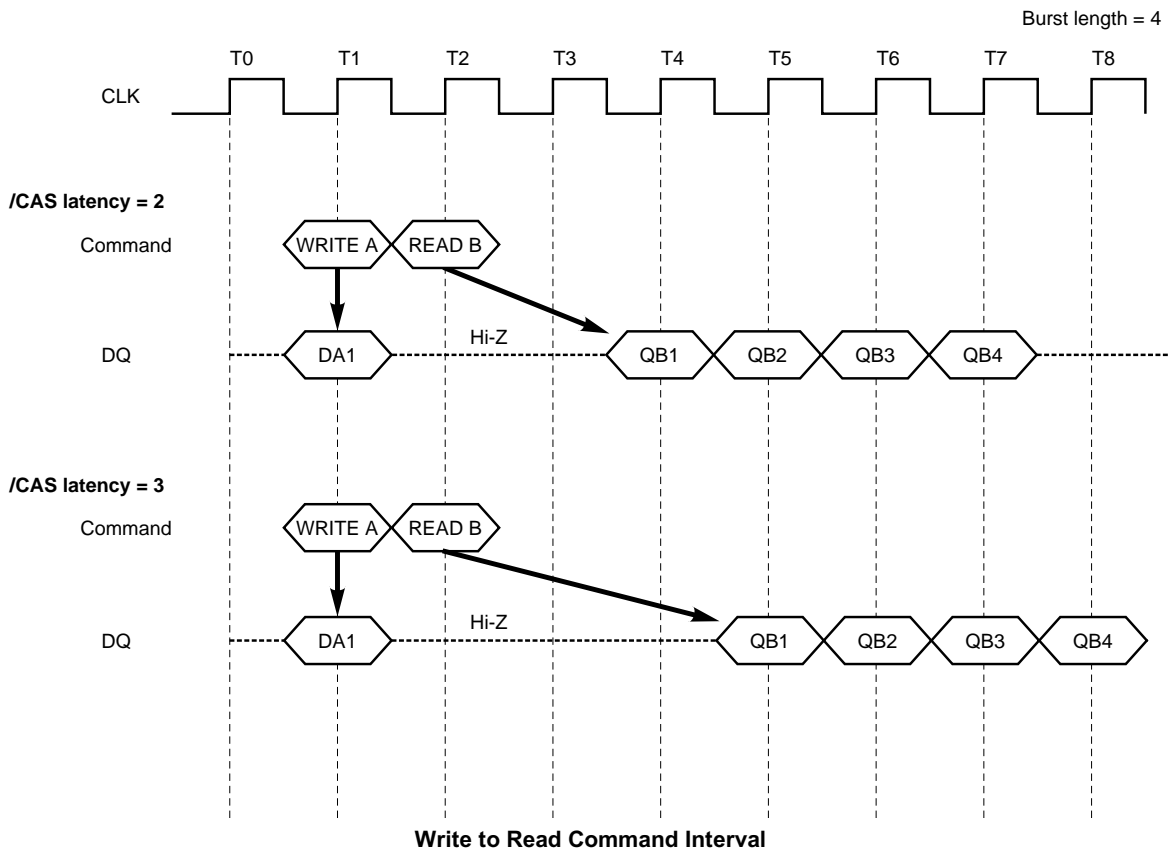 Burst length = 4
T0 T1 T2 T3 T4 T5 T6 T7 T8
CLK
/CAS latency = 2
Command WRITE A READ B
DQ DA1 Hi-Z QB1 QB2 QB3 QB4
/CAS latency = 3
Command WRITE A READ B
DQ DA1 Hi-Z QB1 QB2 QB3 QB4
Write to Read Command Interval